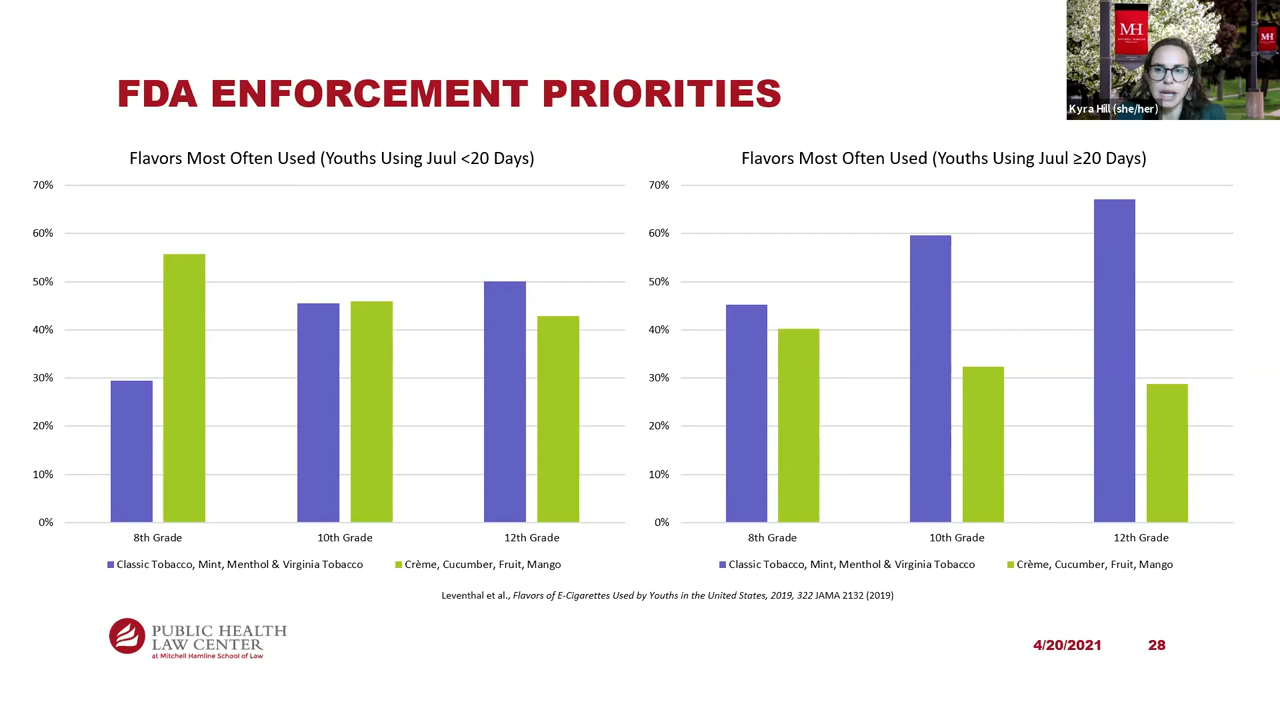 MH
MH
Kyra Hill (she/her)
FDA ENFORCEMENT PRIORITIES
Flavors Most Often Used (Youths Using Juul <20 Days)
70%
60%
50%
40%
30%
20%
10%
0%
8th Grade
10th Grade
12th Grade
Classic Tobacco, Mint, Menthol & Virginia Tobacco
Crème, Cucumber, Fruit, Mango
Flavors Most Often Used (Youths Using Juul ≥20 Days)
70%
60%
50%
40%
30%
20%
10%
0%
8th Grade
10th Grade
12th Grade
Classic Tobacco, Mint, Menthol & Virginia Tobacco
Crème, Cucumber, Fruit, Mango
Leventhal et al., Flavors of E-Cigarettes Used by Youths in the United States, 2019, 322 JAMA 2132 (2019)
PUBLIC HEALTH
LAW CENTER
at Mitchell Hamline School of Law
4/20/2021
28